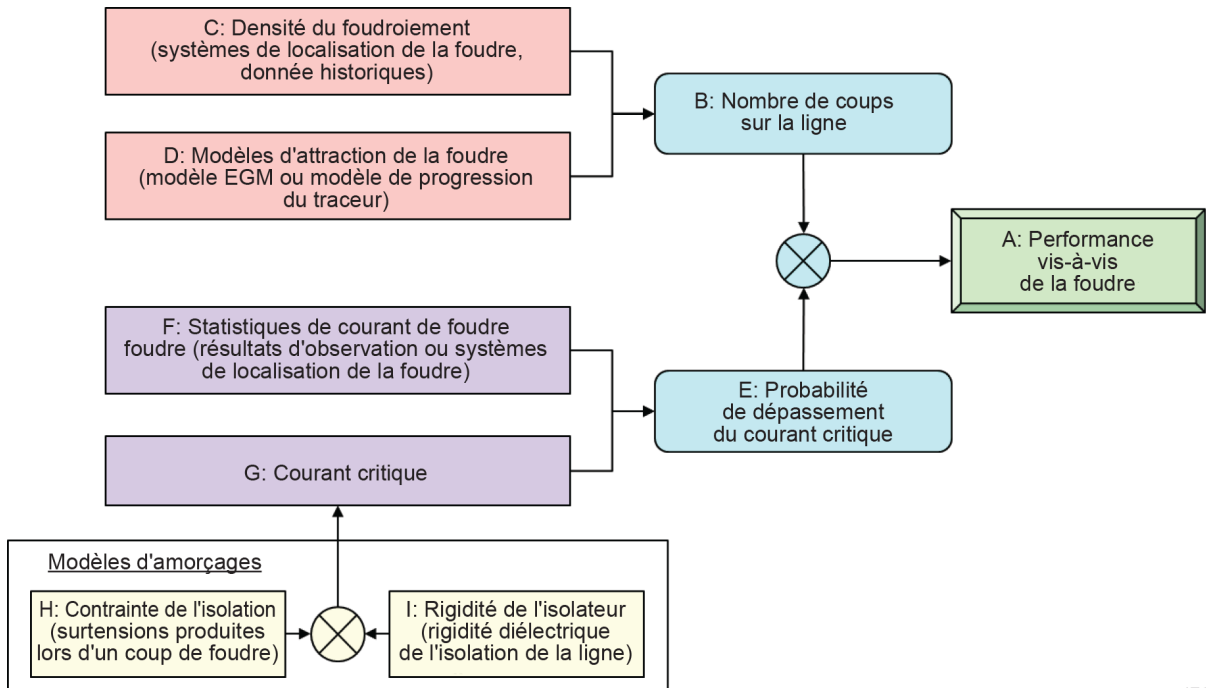 C: Densité du foudroiement
(systèmes de localisation de la foudre,
donnée historiques)
D: Modèles d'attraction de la foudre
(modèle EGM ou modèle de progression
du traceur)
B: Nombre de coups
sur la ligne
A: Performance
vis-à-vis
de la foudre
F: Statistiques de courant de foudre
foudre (résultats d'observation ou systèmes
de localisation de la foudre)
E: Probabilité
de dépassement
du courant critique
G: Courant critique
Modèles d'amorçages
H: Contrainte de l'isolation
(surtensions produites
lors d'un coup de foudre)
I: Rigidité de l'isolateur
(rigidité diélectrique
de l'isolation de la ligne)